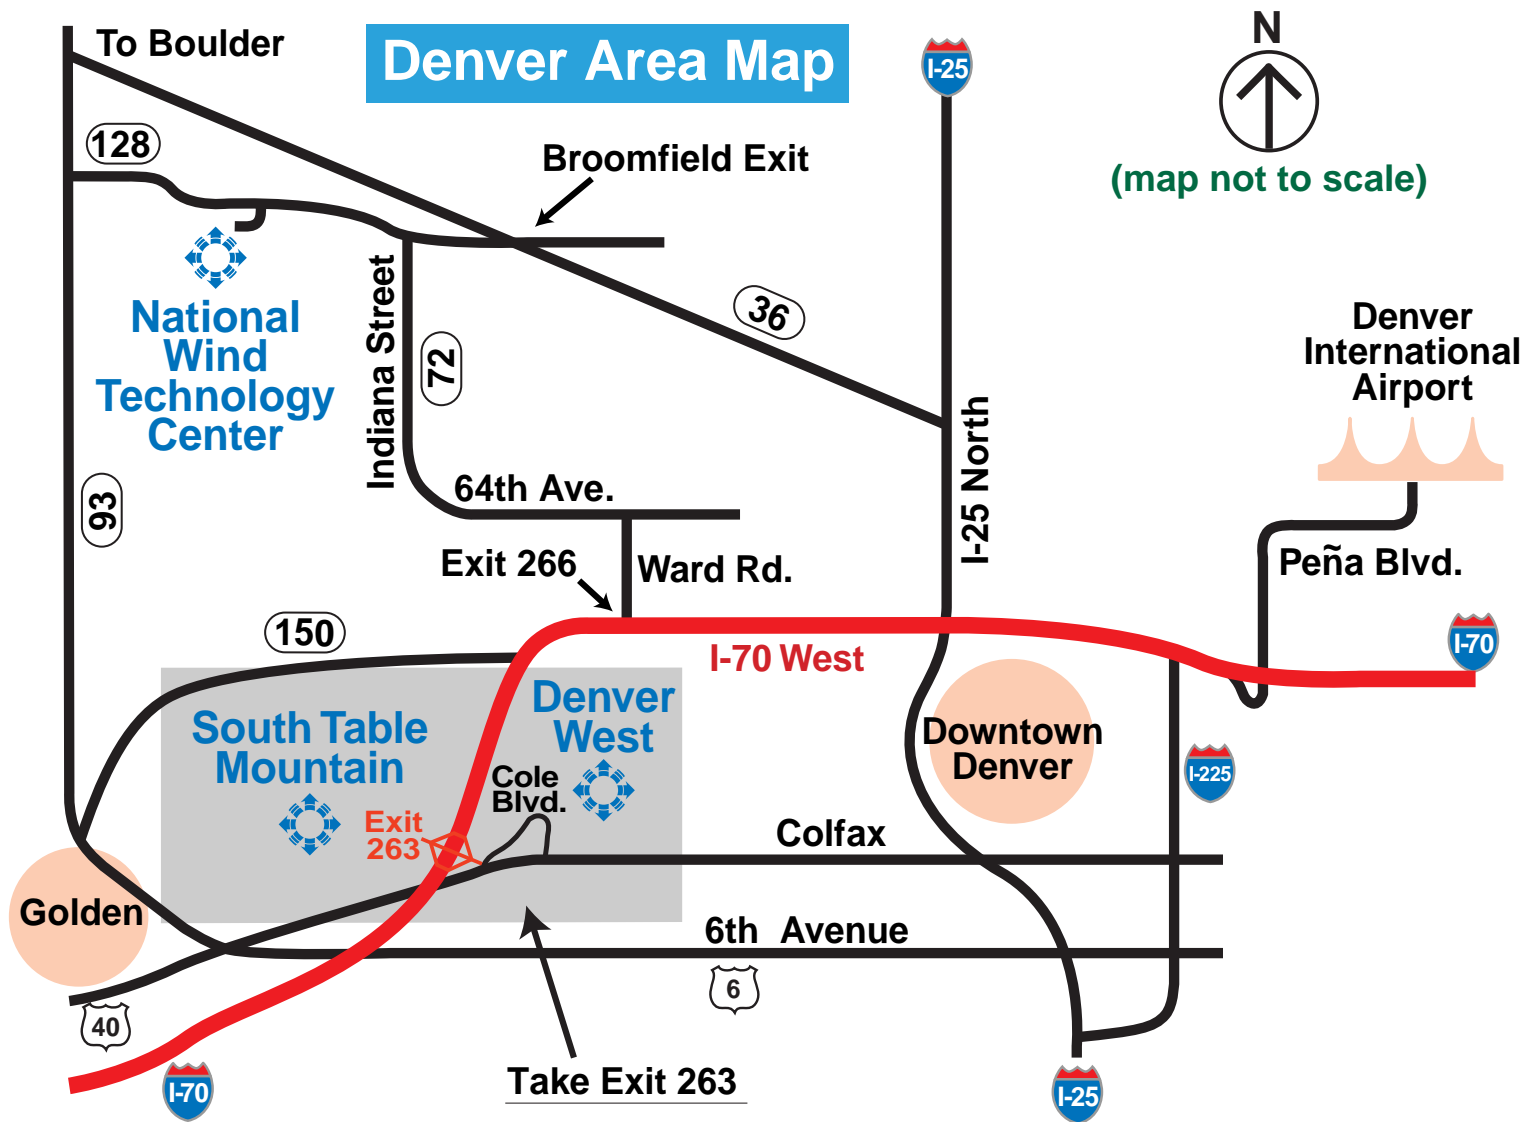 To Boulder
Denver Area Map
I-25
N
128
Broomfield Exit
(map not to scale)
Indiana Street
36
National
Wind
Technology
Center
72
Denver
International
Airport
93
64th Ave.
I-25 North
Exit 266
Ward Rd.
Peña Blvd.
150
I-70 West
I-70
South Table
Mountain
Denver
West
Downtown
Denver
Cole
Blvd.
I-225
Exit
263
Colfax
Golden
6th Avenue
6
40
I-70
Take Exit 263
I-25